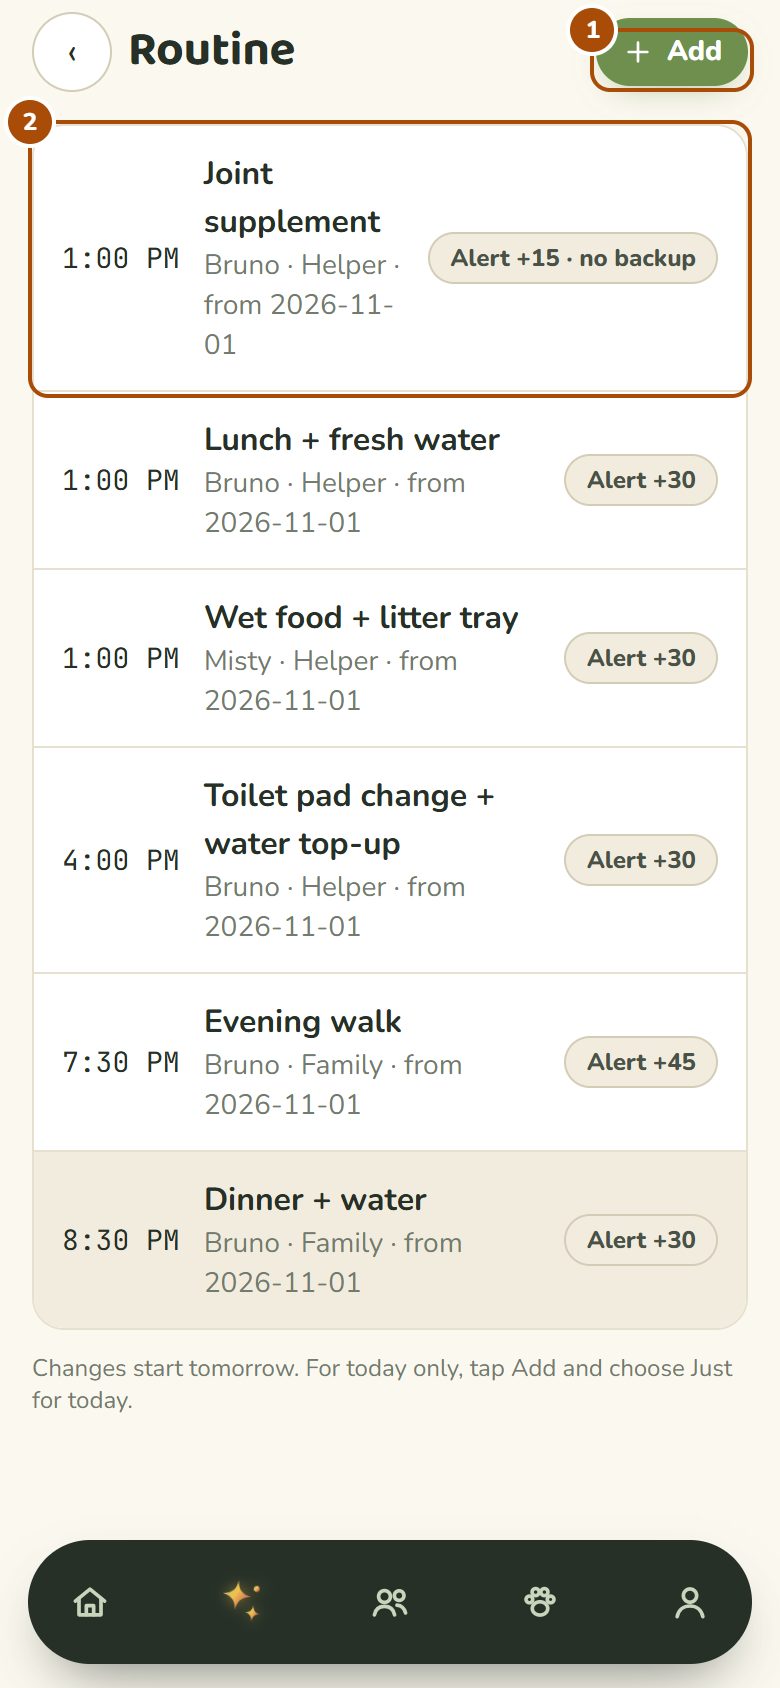 ‹ Routine 1 + Add
2
Joint
supplement
1:00 PM Bruno · Helper · Alert +15 · no backup
from 2026-11-
01
Lunch + fresh water
1:00 PM Bruno · Helper · from Alert +30
2026-11-01
Wet food + litter tray
1:00 PM Misty · Helper · from Alert +30
2026-11-01
Toilet pad change +
water top-up
4:00 PM Bruno · Helper · from Alert +30
2026-11-01
Evening walk
7:30 PM Bruno · Family · from Alert +45
2026-11-01
Dinner + water
8:30 PM Bruno · Family · from Alert +30
2026-11-01
Changes start tomorrow. For today only, tap Add and choose Just
for today.